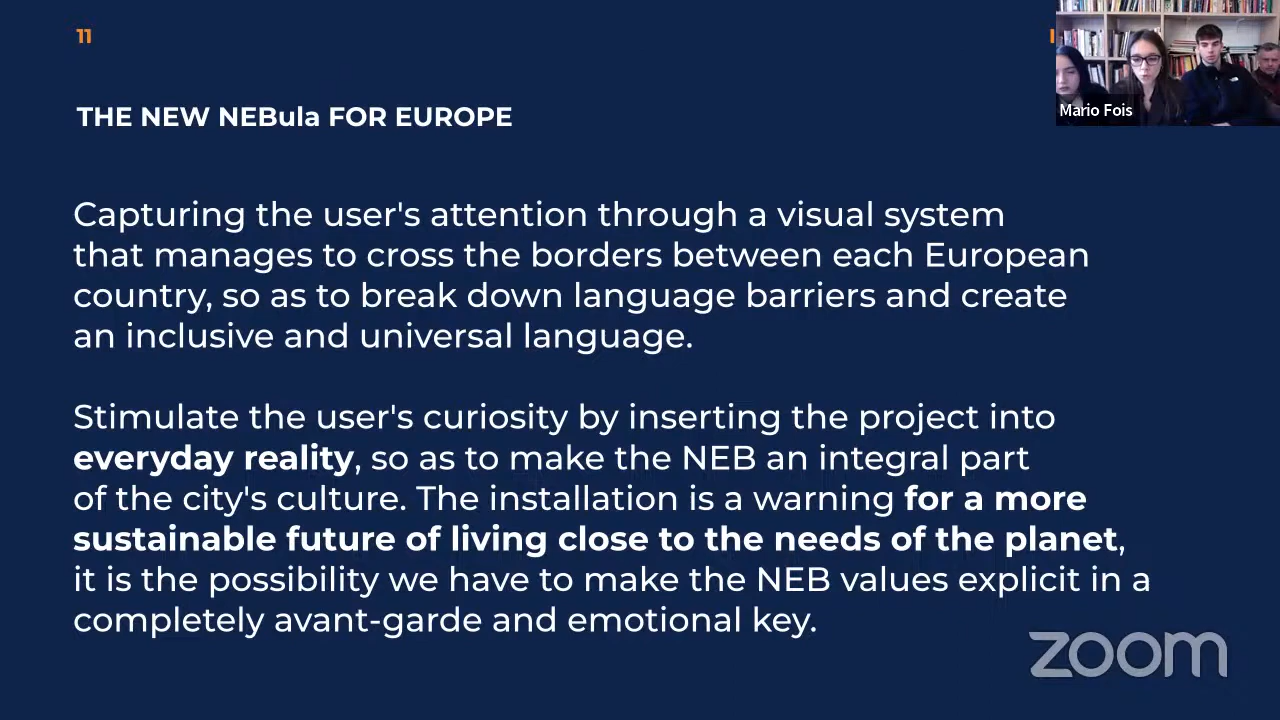 11
Mario Fois
THE NEW NEBula FOR EUROPE
Capturing the user's attention through a visual system
that manages to cross the borders between each European
country, so as to break down language barriers and create
an inclusive and universal language.
Stimulate the user's curiosity by inserting the project into
everyday reality, so as to make the NEB an integral part
of the city's culture. The installation is a warning for a more
sustainable future of living close to the needs of the planet,
it is the possibility we have to make the NEB values explicit in a
completely avant-garde and emotional key.
zoom